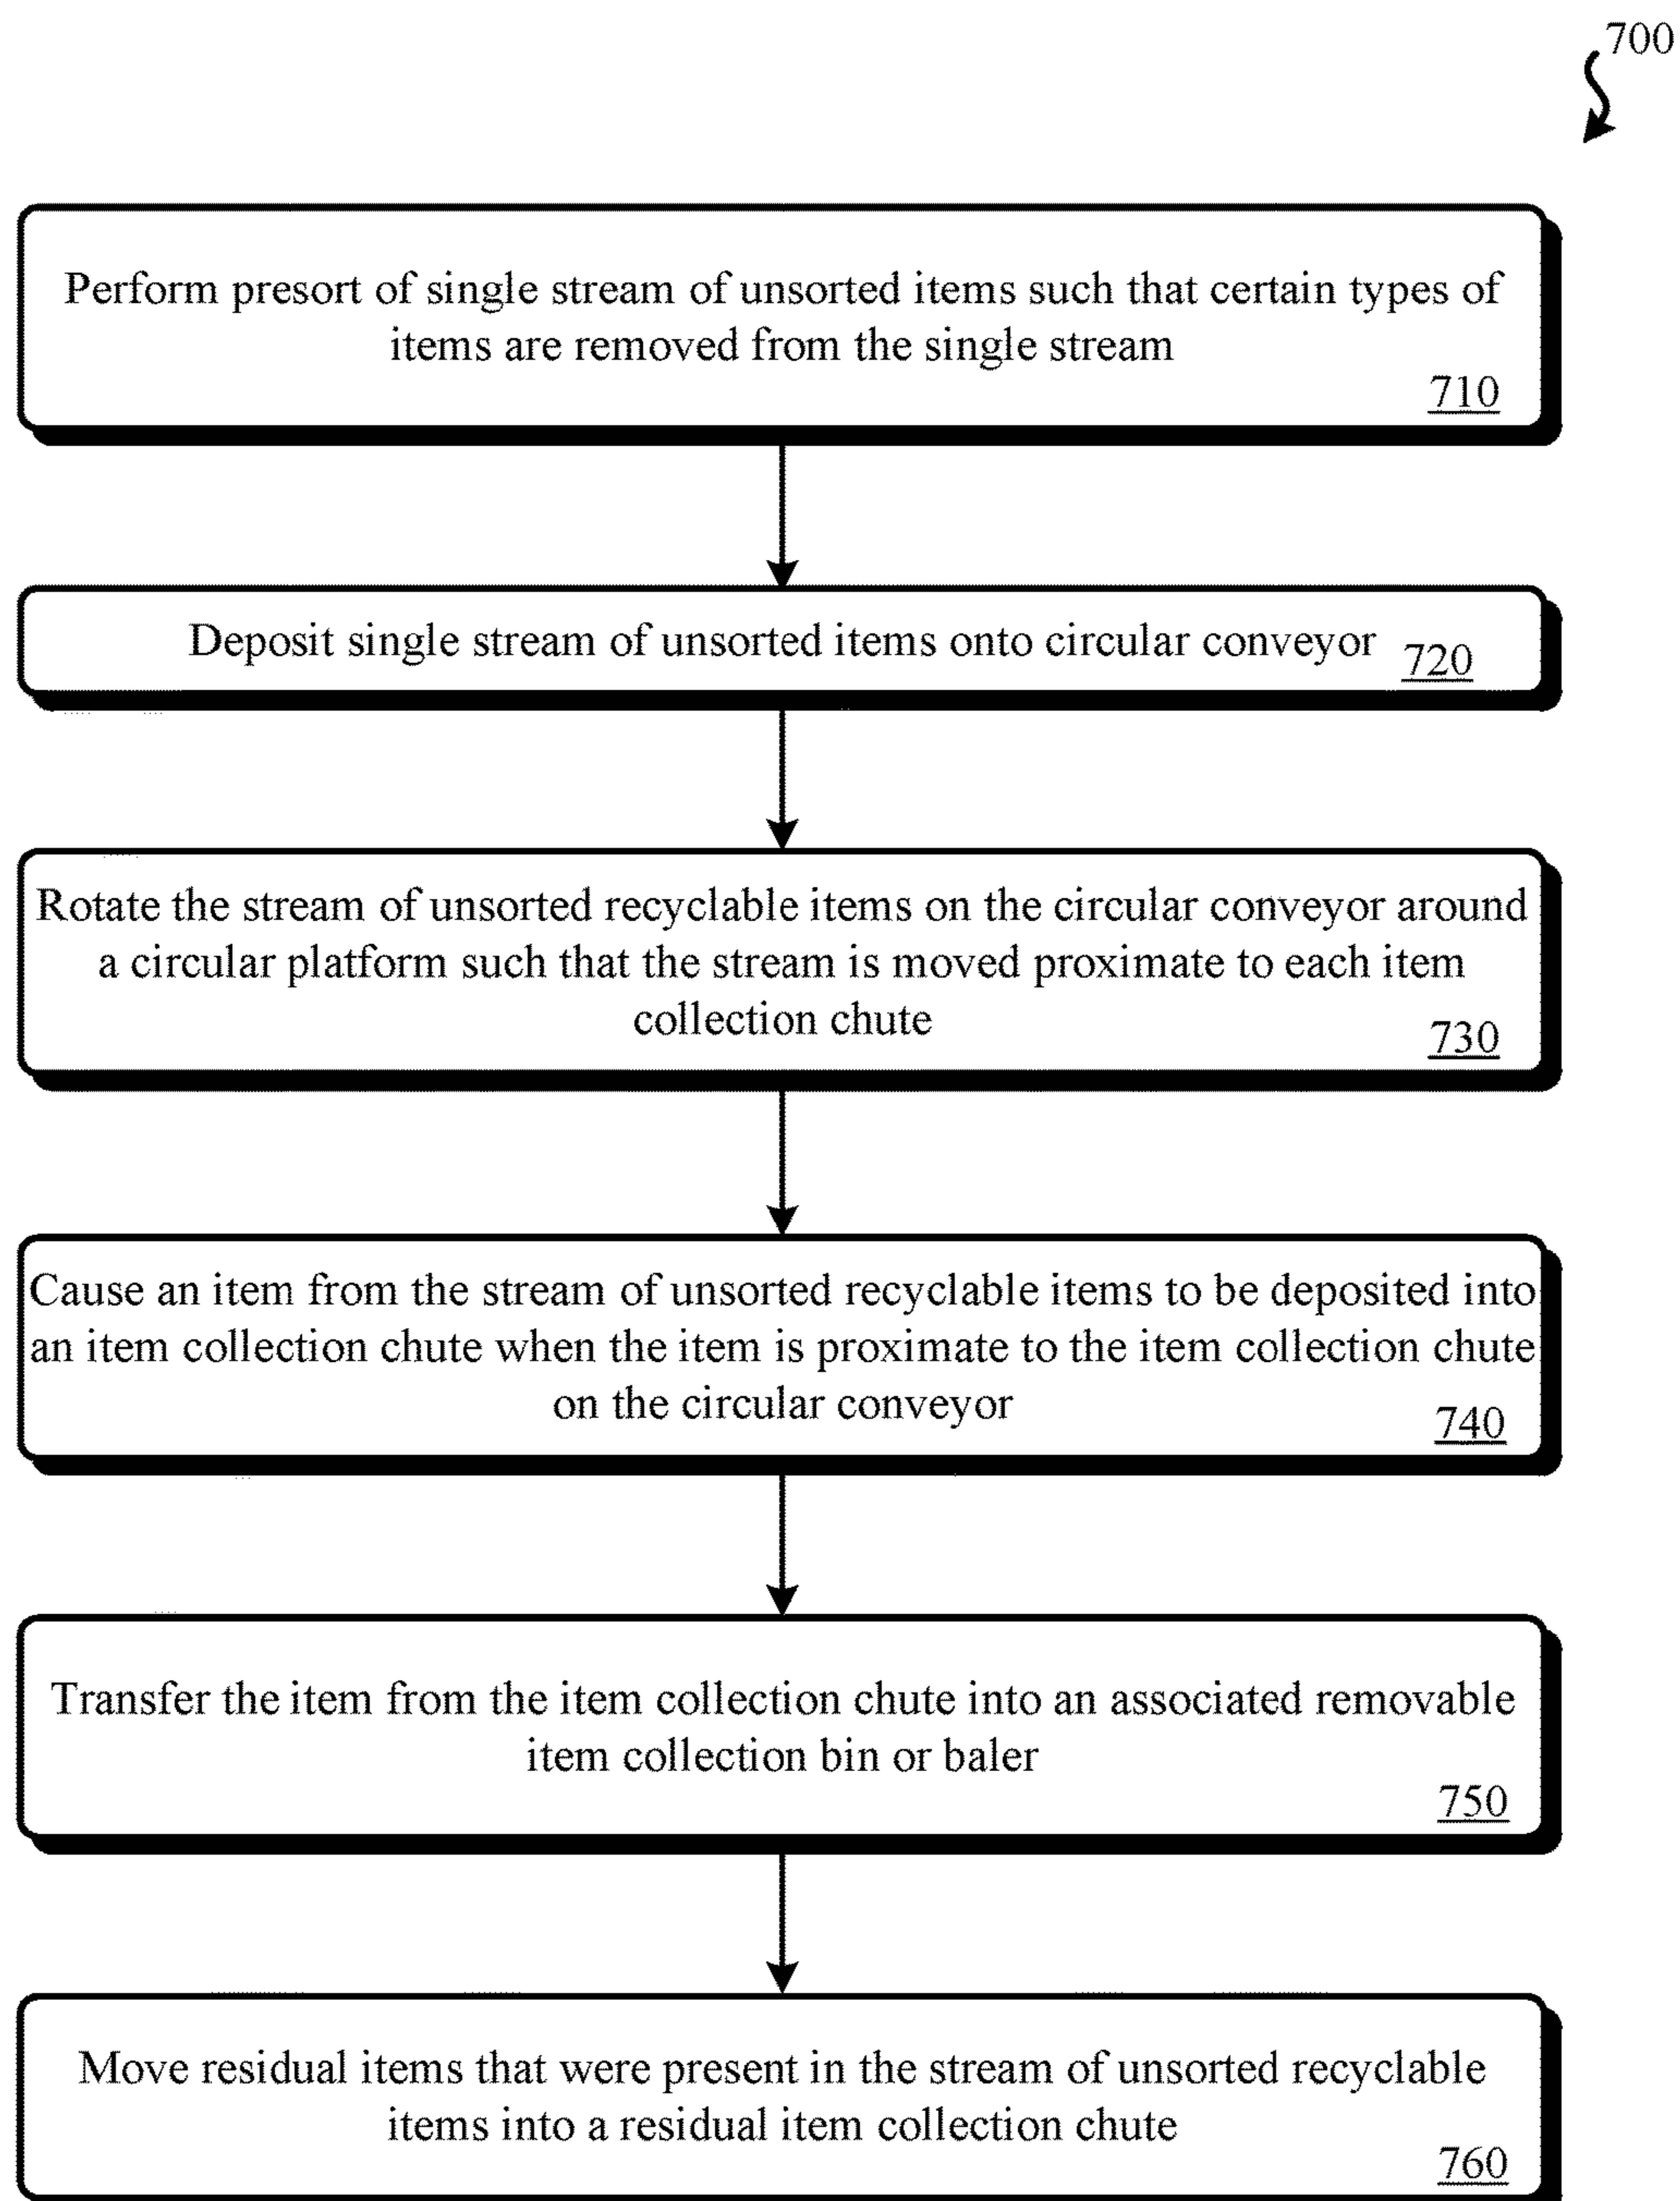 700
Perform presort of single stream of unsorted items such that certain types of
items are removed from the single stream
710
Deposit single stream of unsorted items onto circular conveyor
720
Rotate the stream of unsorted recyclable items on the circular conveyor around
a circular platform such that the stream is moved proximate to each item
collection chute
730
Cause an item from the stream of unsorted recyclable items to be deposited into
an item collection chute when the item is proximate to the item collection chute
on the circular conveyor
740
Transfer the item from the item collection chute into an associated removable
item collection bin or baler
750
Move residual items that were present in the stream of unsorted recyclable
items into a residual item collection chute
760